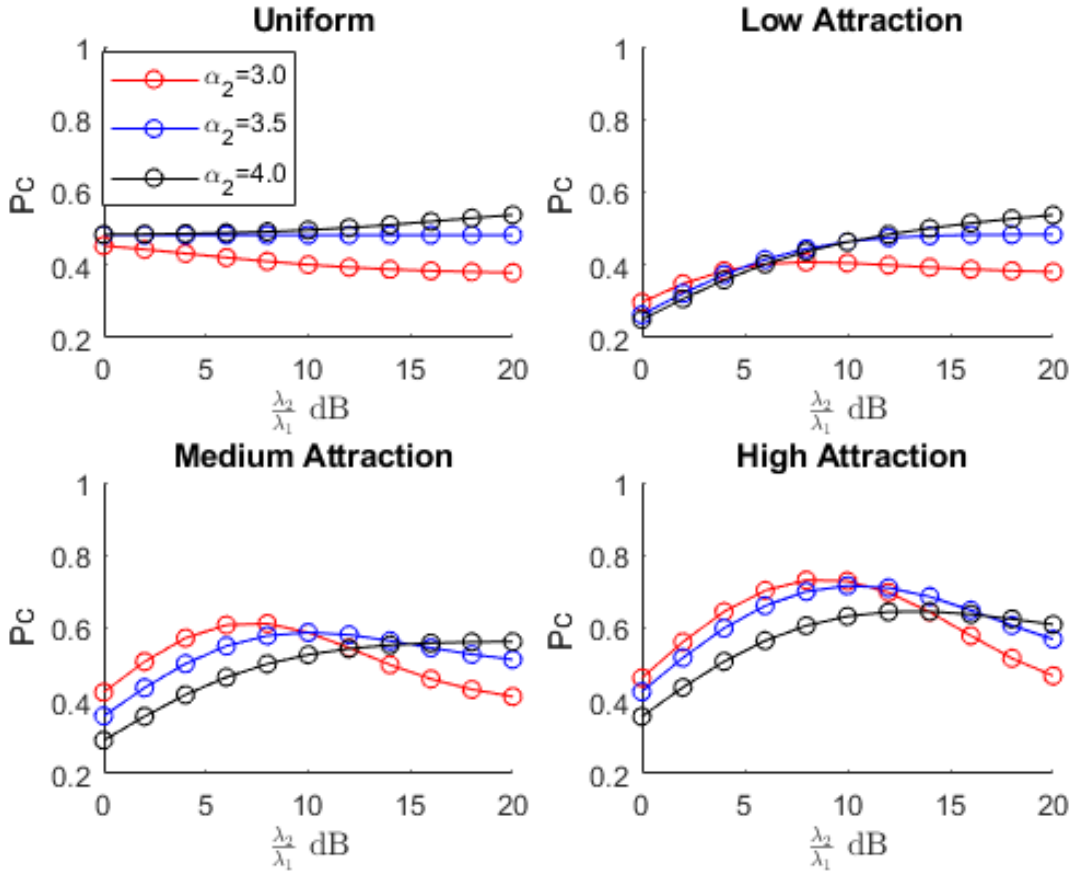 Uniform
1
0.8
0.6
0.4
0.2
Pc
α2=3.0
α2=3.5
α2=4.0
0 5 10 15 20
λ2/λ1 dB
Low Attraction
1
0.8
0.6
0.4
0.2
Pc
0 5 10 15 20
λ2/λ1 dB
Medium Attraction
1
0.8
0.6
0.4
0.2
Pc
0 5 10 15 20
λ2/λ1 dB
High Attraction
1
0.8
0.6
0.4
0.2
Pc
0 5 10 15 20
λ2/λ1 dB